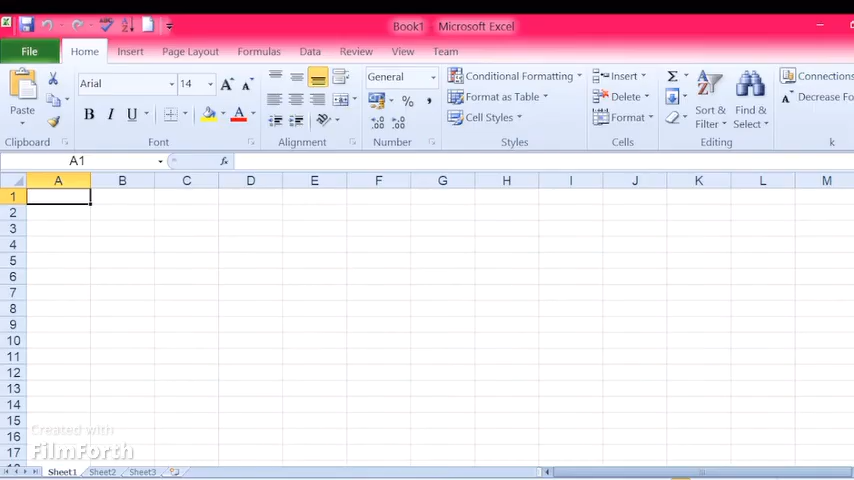 Book1 - Microsoft Excel
File Home Insert Page Layout Formulas Data Review View Team
Paste
Clipboard
Arial 14
B I U
Font
Alignment
General
Number
Conditional Formatting
Format as Table
Cell Styles
Styles
Insert
Delete
Format
Cells
Sort &
Filter
Find &
Select
Editing
Connections
Decrease Fo
k
A1 fx
A B C D E F G H I J K L M
1
2
3
4
5
6
7
8
9
10
11
12
13
14
15
16
17
Created with
FilmForth
Sheet1 Sheet2 Sheet3